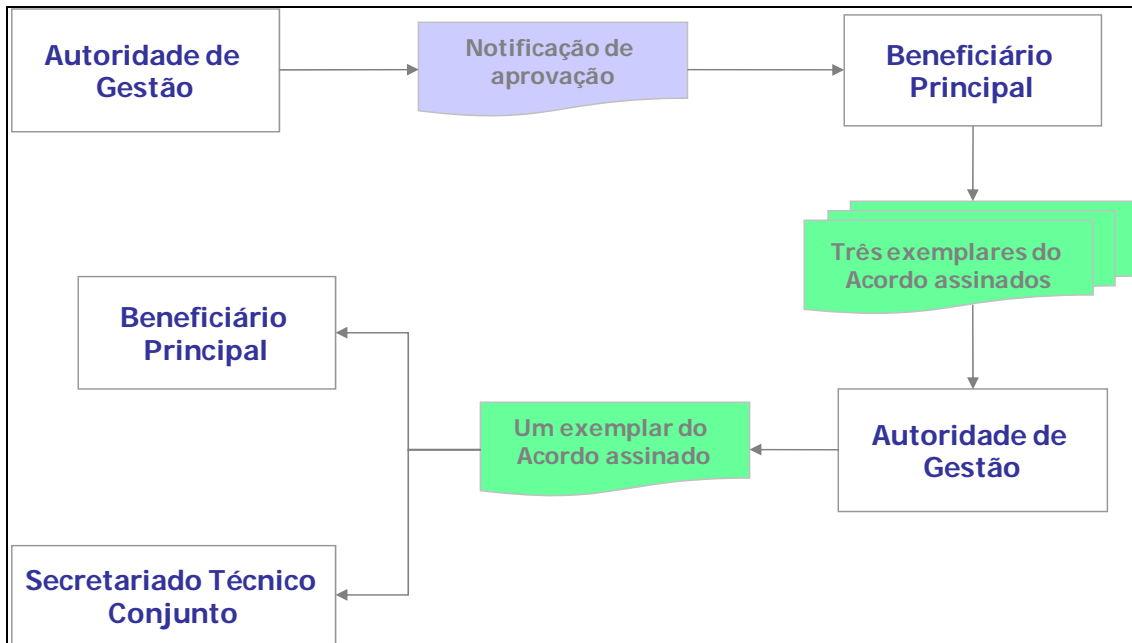 Autoridade de
Gestão
Notificação de
aprovação
Beneficiário
Principal
Três exemplares do
Acordo assinados
Beneficiário
Principal
Um exemplar do
Acordo assinado
Autoridade de
Gestão
Secretariado Técnico
Conjunto